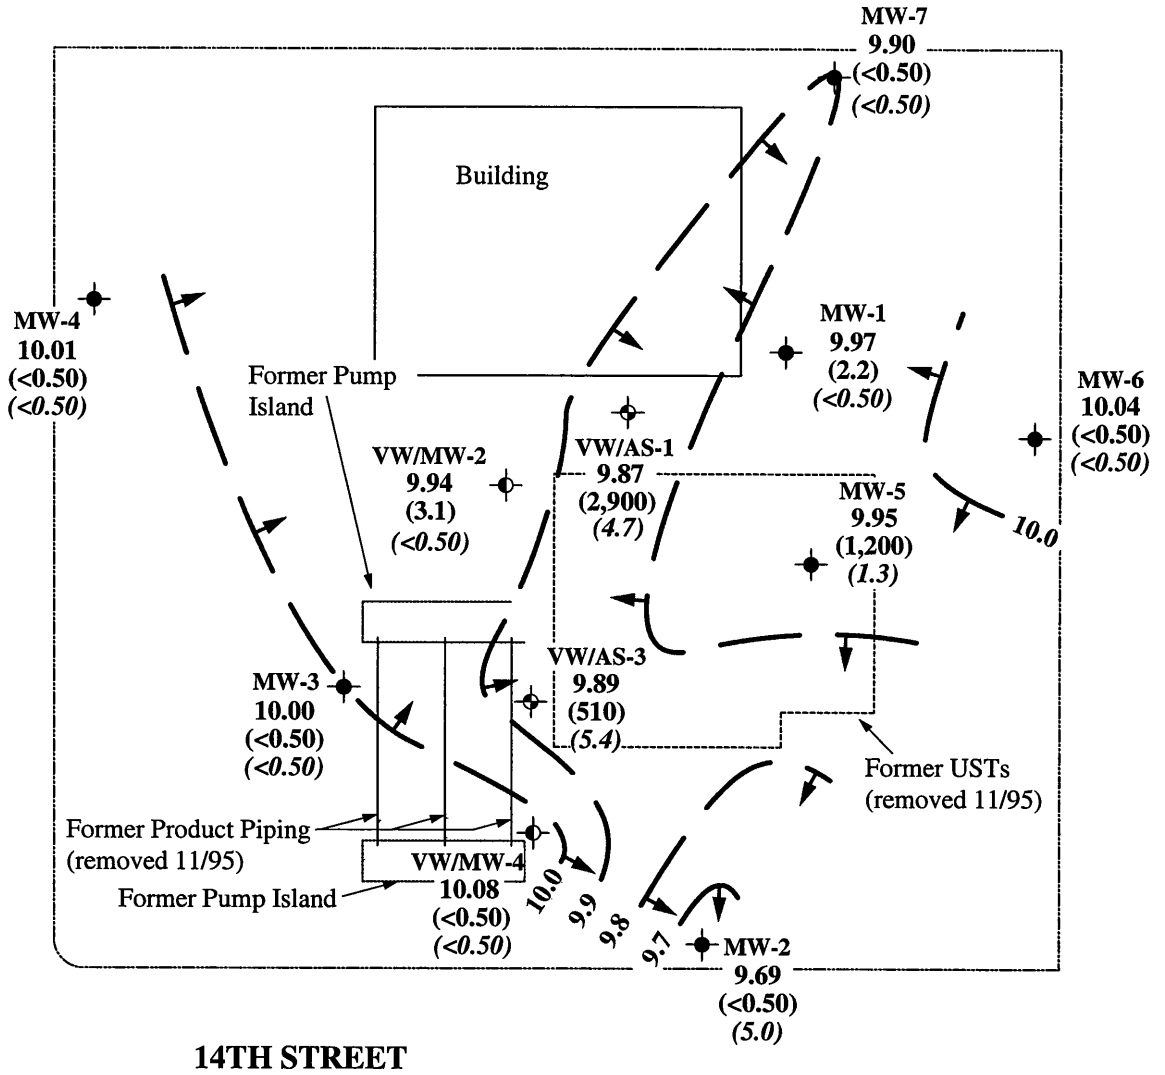 MW-7
9.90
(<0.50)
(<0.50)
Building
MW-4
10.01
(<0.50)
(<0.50)
MW-1
9.97
(2.2)
(<0.50)
MW-6
10.04
(<0.50)
(<0.50)
Former Pump
Island
VW/MW-2
9.94
(3.1)
(<0.50)
VW/AS-1
9.87
(2,900)
(4.7)
MW-5
9.95
(1,200)
(1.3)
10.0
MW-3
10.00
(<0.50)
(<0.50)
VW/AS-3
9.89
(510)
(5.4)
Former USTs
(removed 11/95)
Former Product Piping
(removed 11/95)
Former Pump Island
VW/MW-4
10.08
(<0.50)
(<0.50)
10.0
9.9
9.8
9.7
MW-2
9.69
(<0.50)
(5.0)
14TH STREET